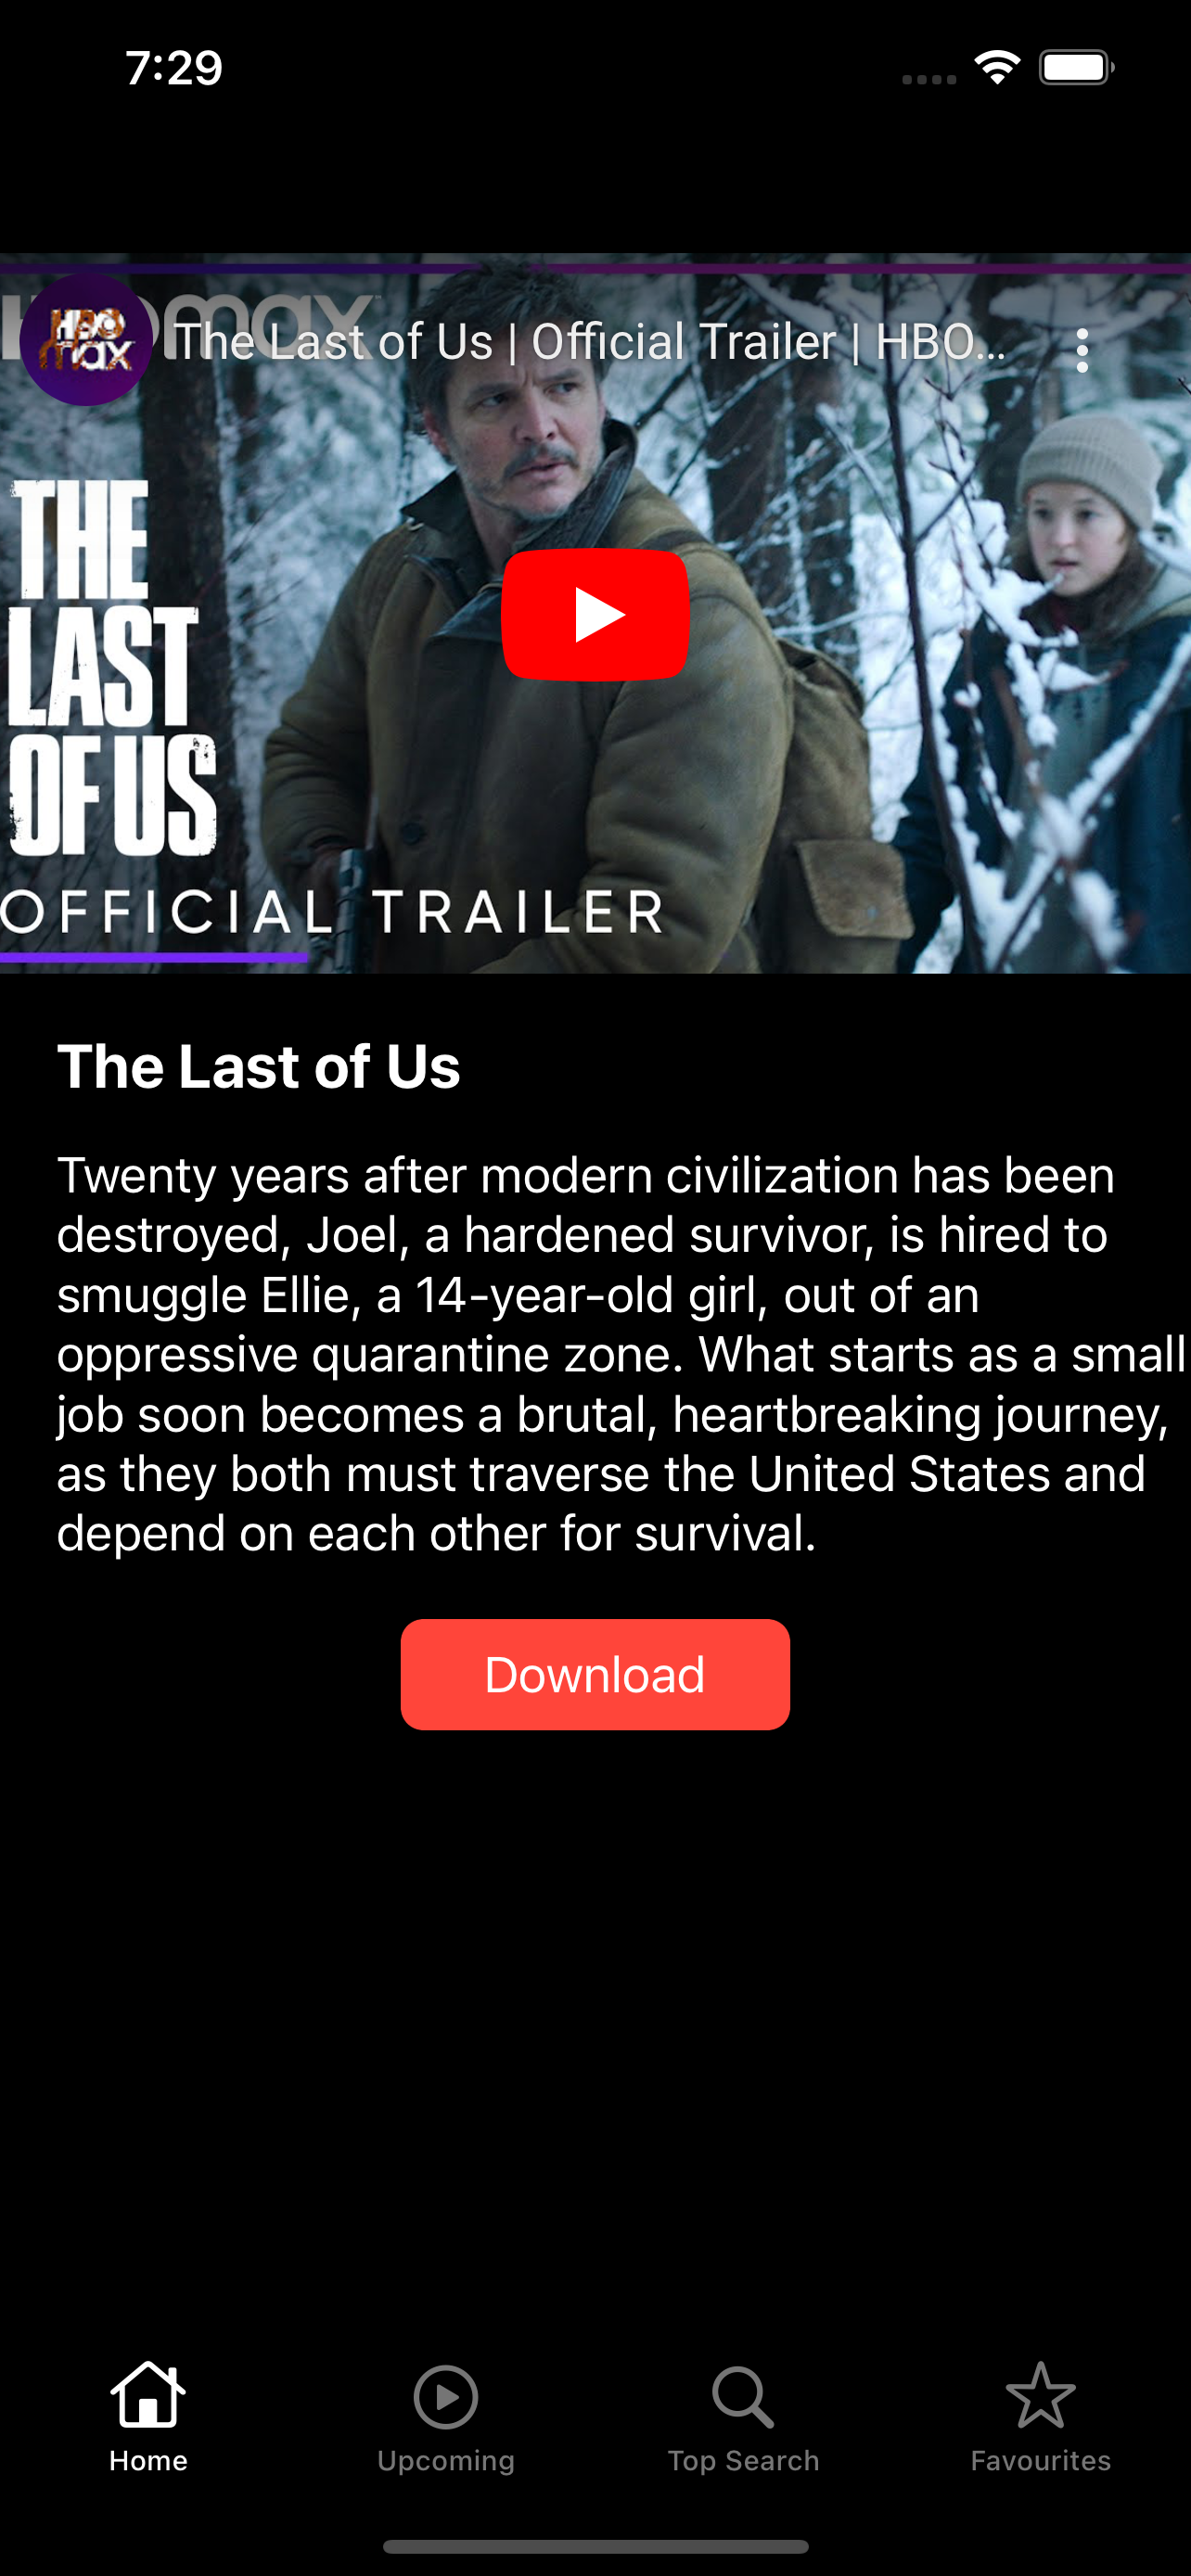 7:29
HBO max
HBO
max
The Last of Us | Official Trailer | HBO...
THE
LAST
OF US
OFFICIAL TRAILER
The Last of Us
Twenty years after modern civilization has been
destroyed, Joel, a hardened survivor, is hired to
smuggle Ellie, a 14-year-old girl, out of an
oppressive quarantine zone. What starts as a small
job soon becomes a brutal, heartbreaking journey,
as they both must traverse the United States and
depend on each other for survival.
Download
Home
Upcoming
Top Search
Favourites